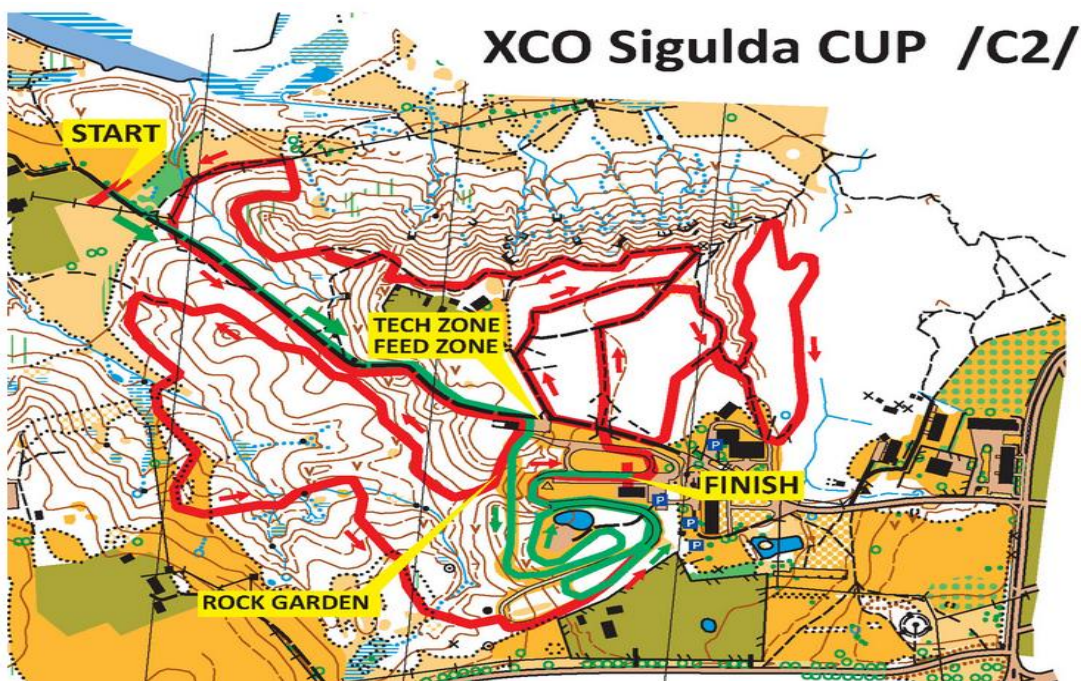 XCO Sigulda CUP /C2/
START
TECH ZONE
FEED ZONE
P
FINISH
P
P
ROCK GARDEN